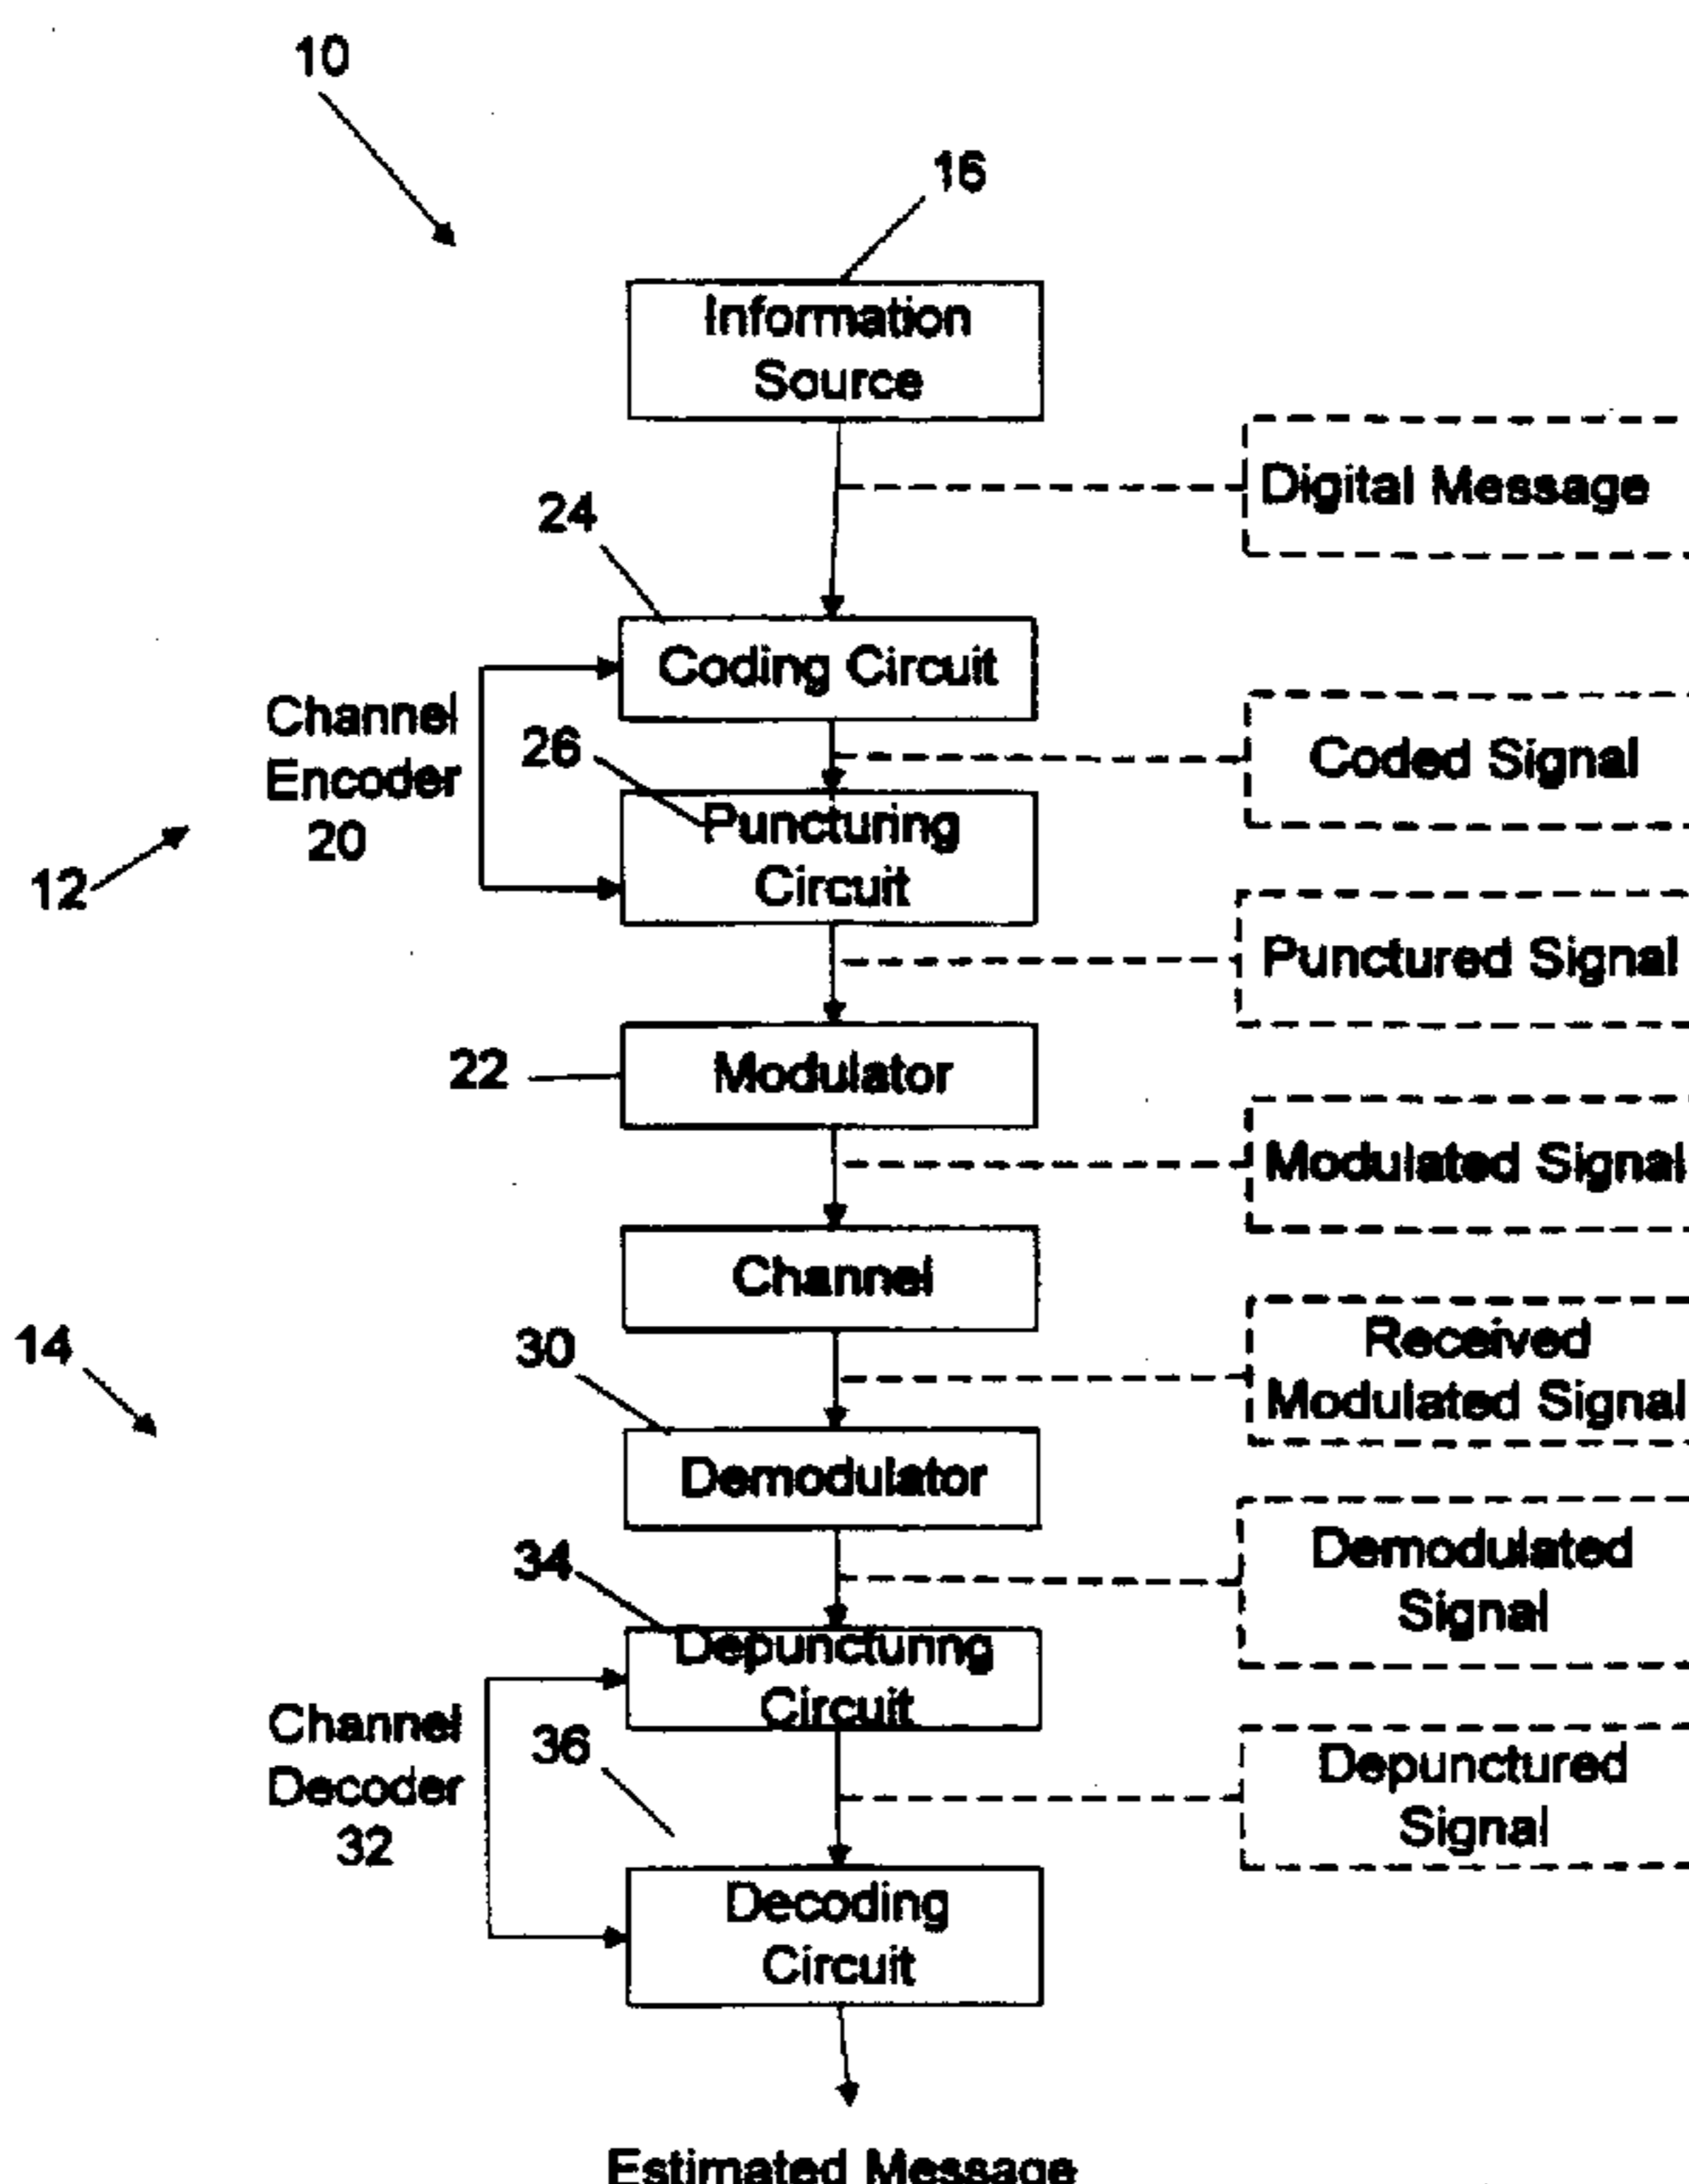 10
16
Information
Source
Digital Message
24
Coding Circuit
Channel
Encoder
20
26
Coded Signal
Puncturing
Circuit
12
Punctured Signal
22
Modulator
Modulated Signal
Channel
14
30
Received
Modulated Signal
Demodulator
34
Demodulated
Signal
Depuncturing
Circuit
Channel
Decoder
32
36
Depunctured
Signal
Decoding
Circuit
Estimated Message